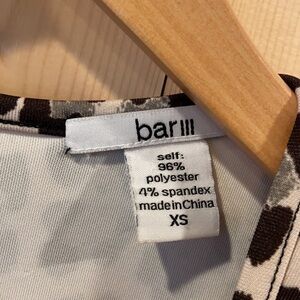 bar III
self:
96%
polyester
4% spandex
made in China
XS